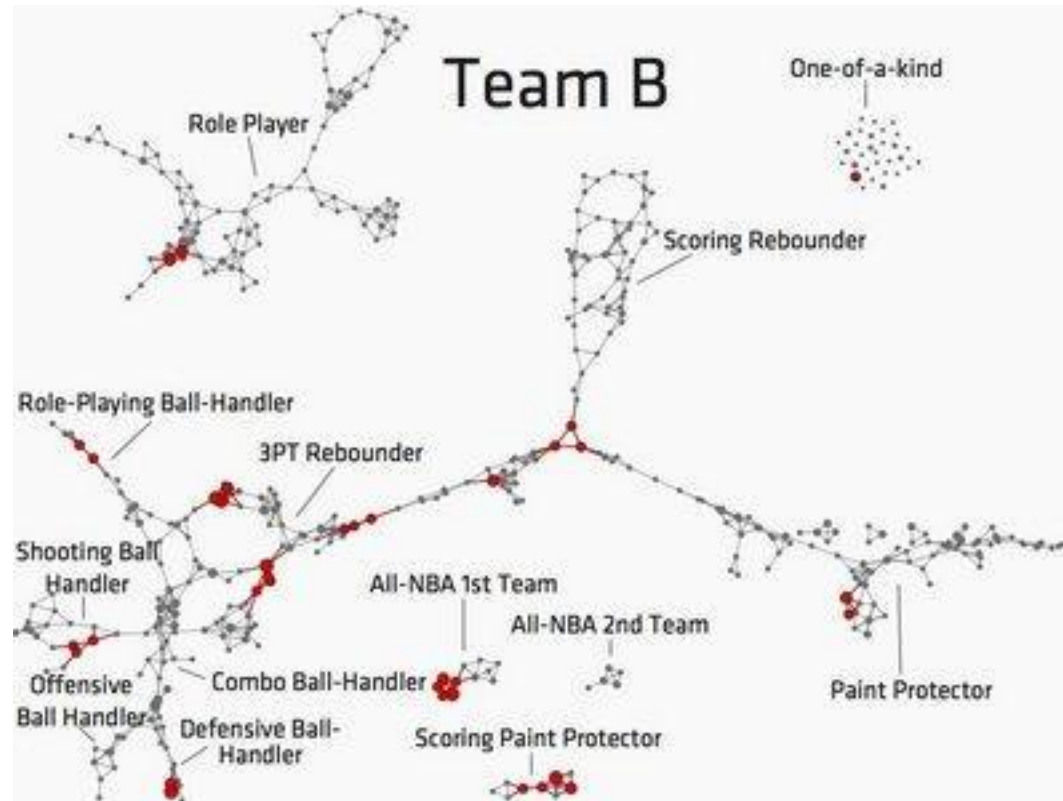 Team B
One-of-a-kind
Role Player
Scoring Rebounder
Role-Playing Ball-Handler
3PT Rebounder
Shooting Ball
Handler
All-NBA 1st Team
All-NBA 2nd Team
Offensive
Ball Handler
Combo Ball-Handler
Paint Protector
Defensive Ball-
Handler
Scoring Paint Protector